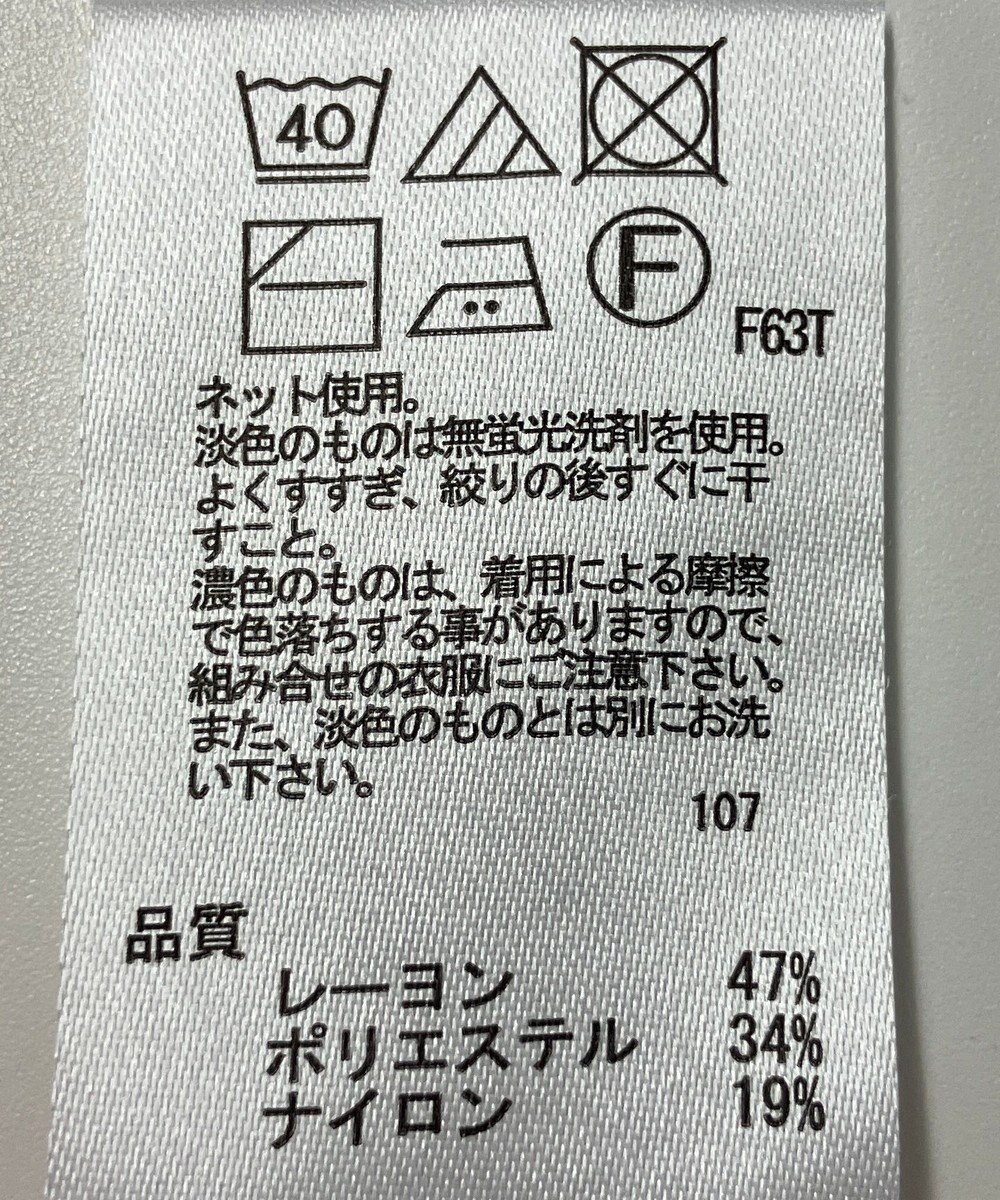 40
F
F63T
ネット使用。
淡色のものは無蛍光洗剤を使用。
よくすすぎ、絞りの後すぐに干
すこと。
濃色のものは、着用による摩擦
で色落ちする事がありますので、
組み合せの衣服にご注意下さい。
また、淡色のものとは別にお洗
い下さい。
107
品質
レーヨン 47%
ポリエステル 34%
ナイロン 19%